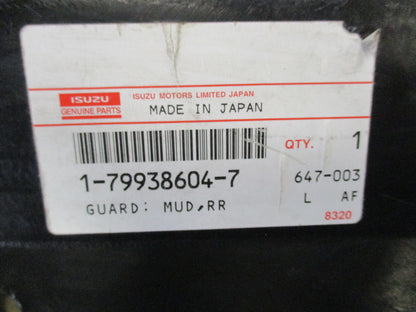 ISUZU
GENUINE PARTS
ISUZU MOTORS LIMITED JAPAN
MADE IN JAPAN
QTY. 1
1-79938604-7
647-003
GUARD: MUD,RR
L AF
8320